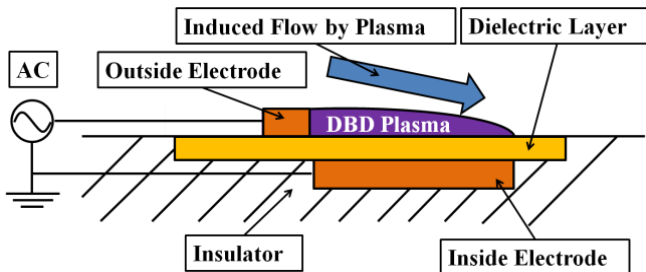 Induced Flow by Plasma
Dielectric Layer
AC
Outside Electrode
DBD Plasma
Insulator
Inside Electrode